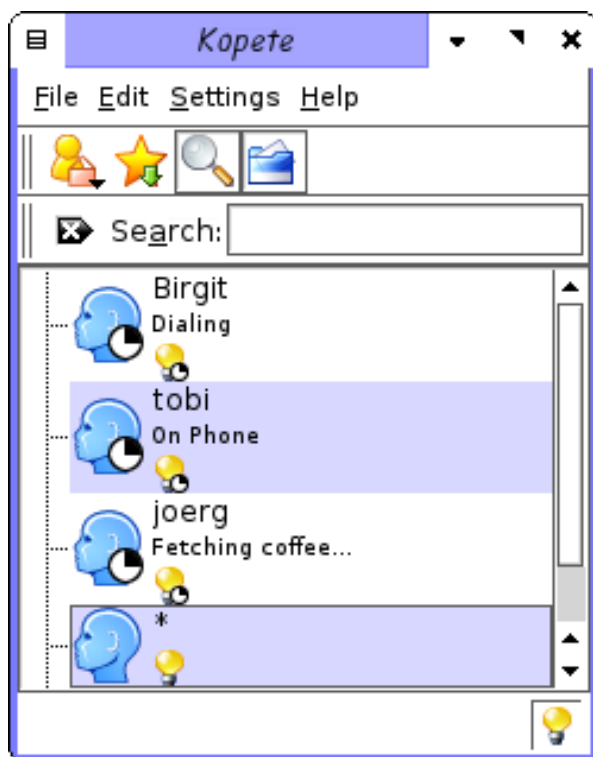 Kopete
File Edit Settings Help
Search:
Birgit
Dialing
tobi
On Phone
joerg
Fetching coffee...
*